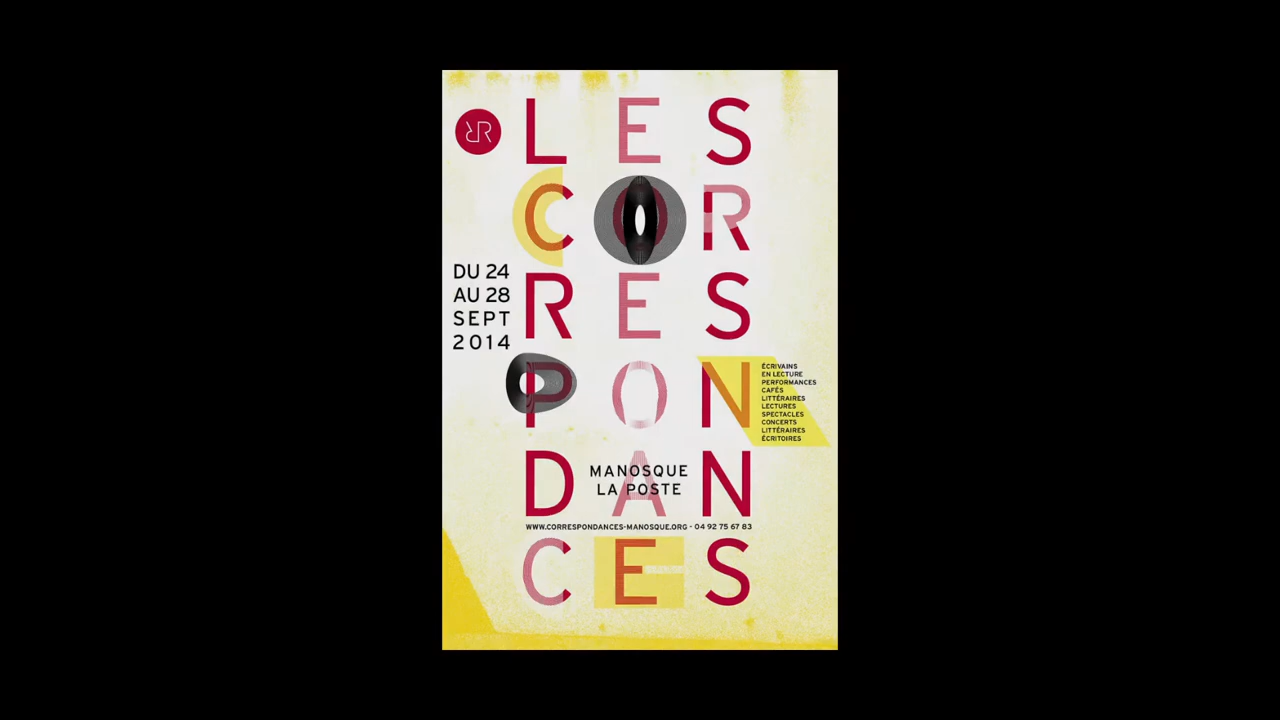 LES
COR
RES
PON
DAN
CES
DU 24
AU 28
SEPT
2014
ÉCRIVAINS
EN LECTURE
PERFORMANCES
CAFÉS
LITTÉRAIRES
LECTURES
SPECTACLES
CONCERTS
LITTÉRAIRES
ÉCRITOIRES
MANOSQUE
LA POSTE
WWW.CORRESPONDANCES-MANOSQUE.ORG - 04 92 75 67 83